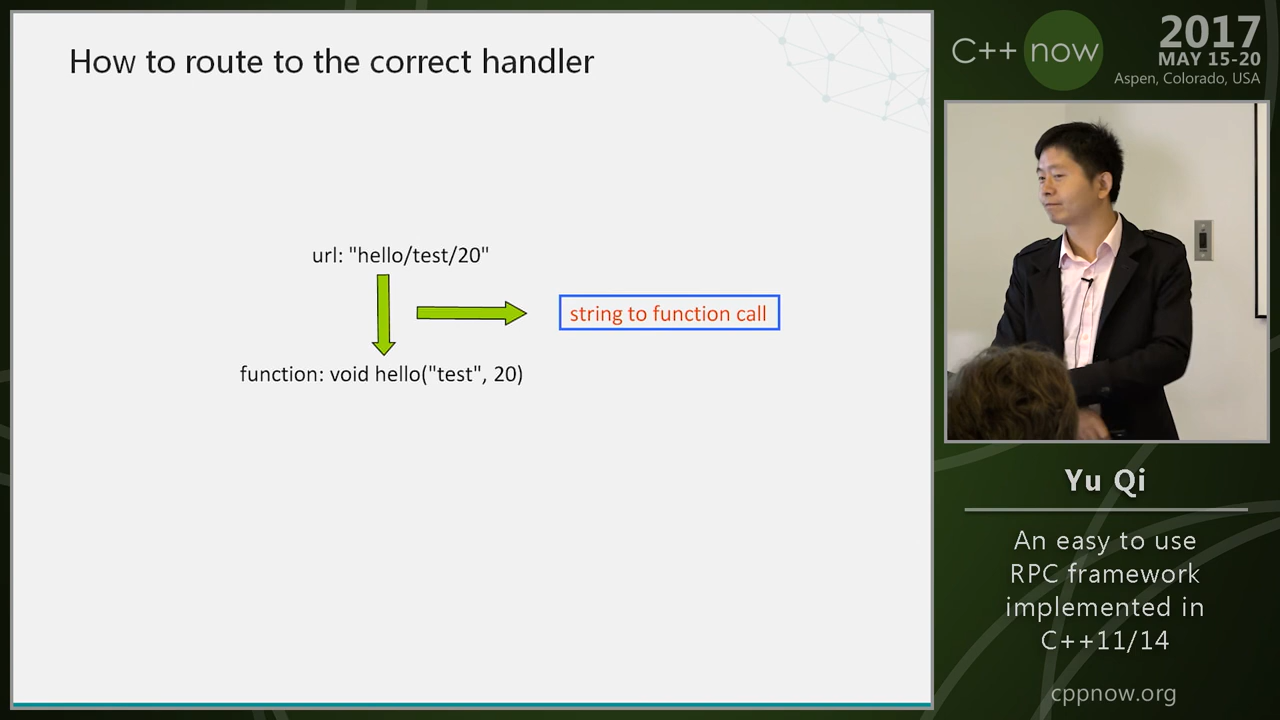 How to route to the correct handler
url: "hello/test/20"
string to function call
function: void hello("test", 20)
C++ now
2017
MAY 15-20
Aspen, Colorado, USA
Yu Qi
An easy to use
RPC framework
implemented in
C++11/14
cppnow.org